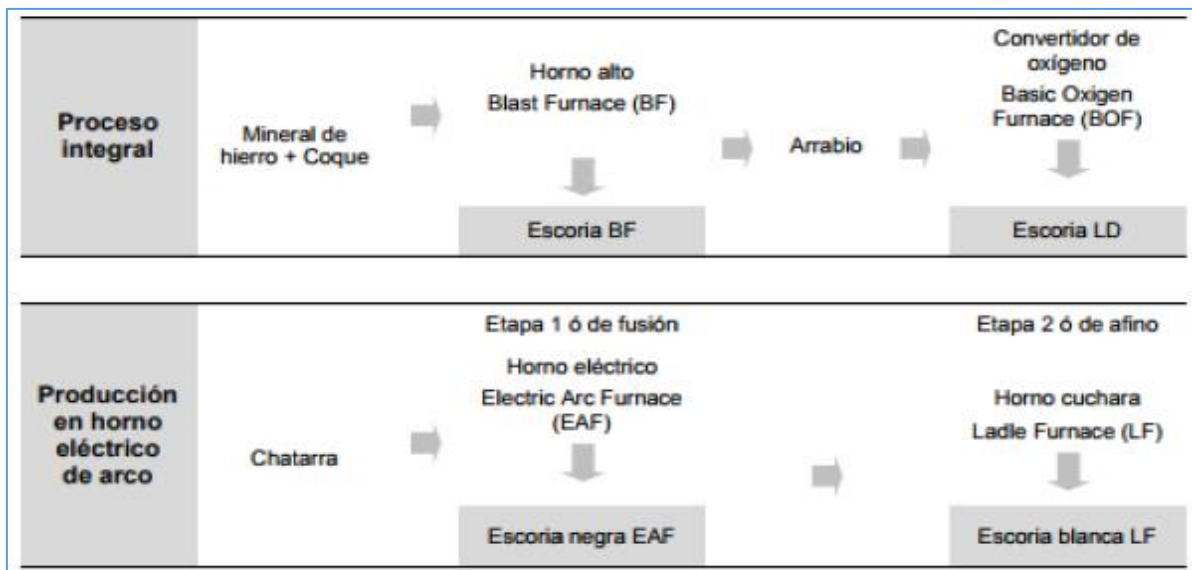 Proceso
integral
Mineral de
hierro + Coque
Horno alto
Blast Furnace (BF)
Escoria BF
Arrabio
Convertidor de
oxígeno
Basic Oxigen
Furnace (BOF)
Escoria LD
Producción
en horno
eléctrico
de arco
Chatarra
Etapa 1 ó de fusión
Horno eléctrico
Electric Arc Furnace
(EAF)
Escoria negra EAF
Etapa 2 ó de afino
Horno cuchara
Ladle Furnace (LF)
Escoria blanca LF